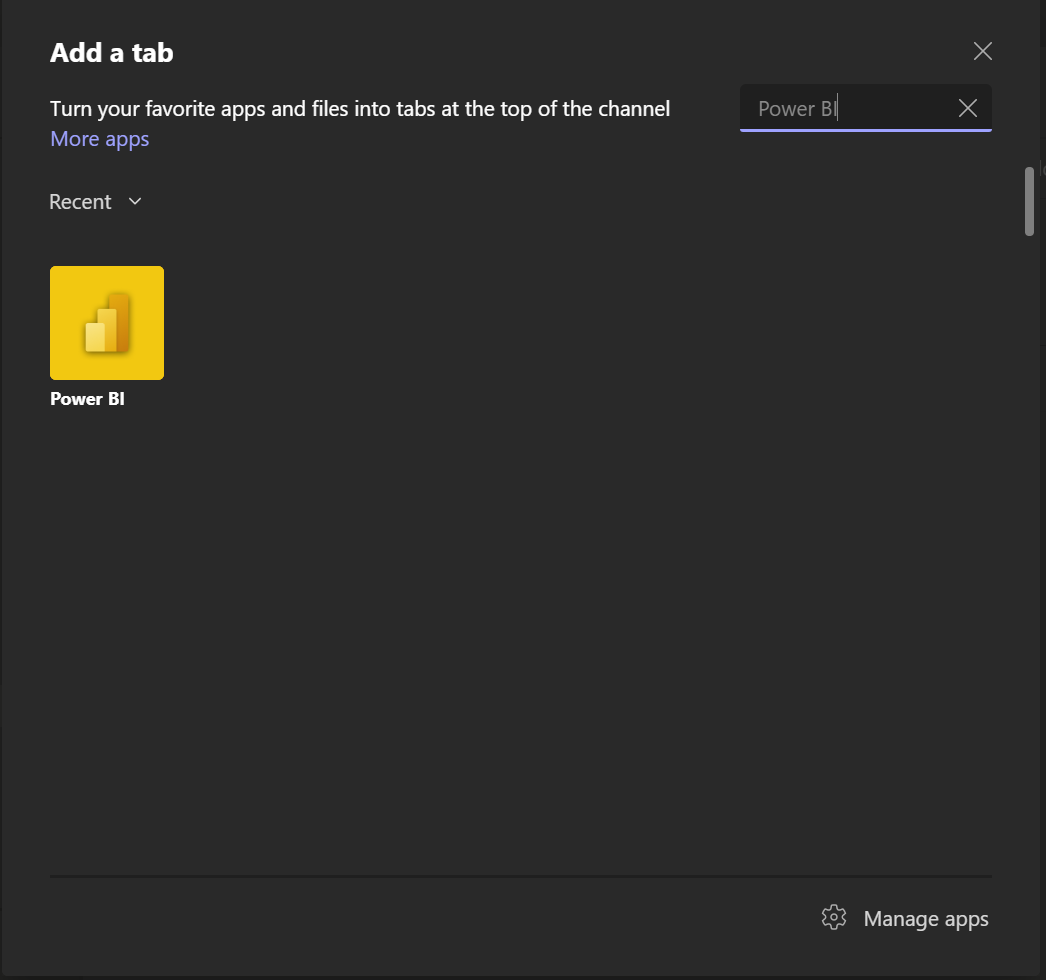 Add a tab
Turn your favorite apps and files into tabs at the top of the channel
Power BI
More apps
Recent
Power BI
Manage apps